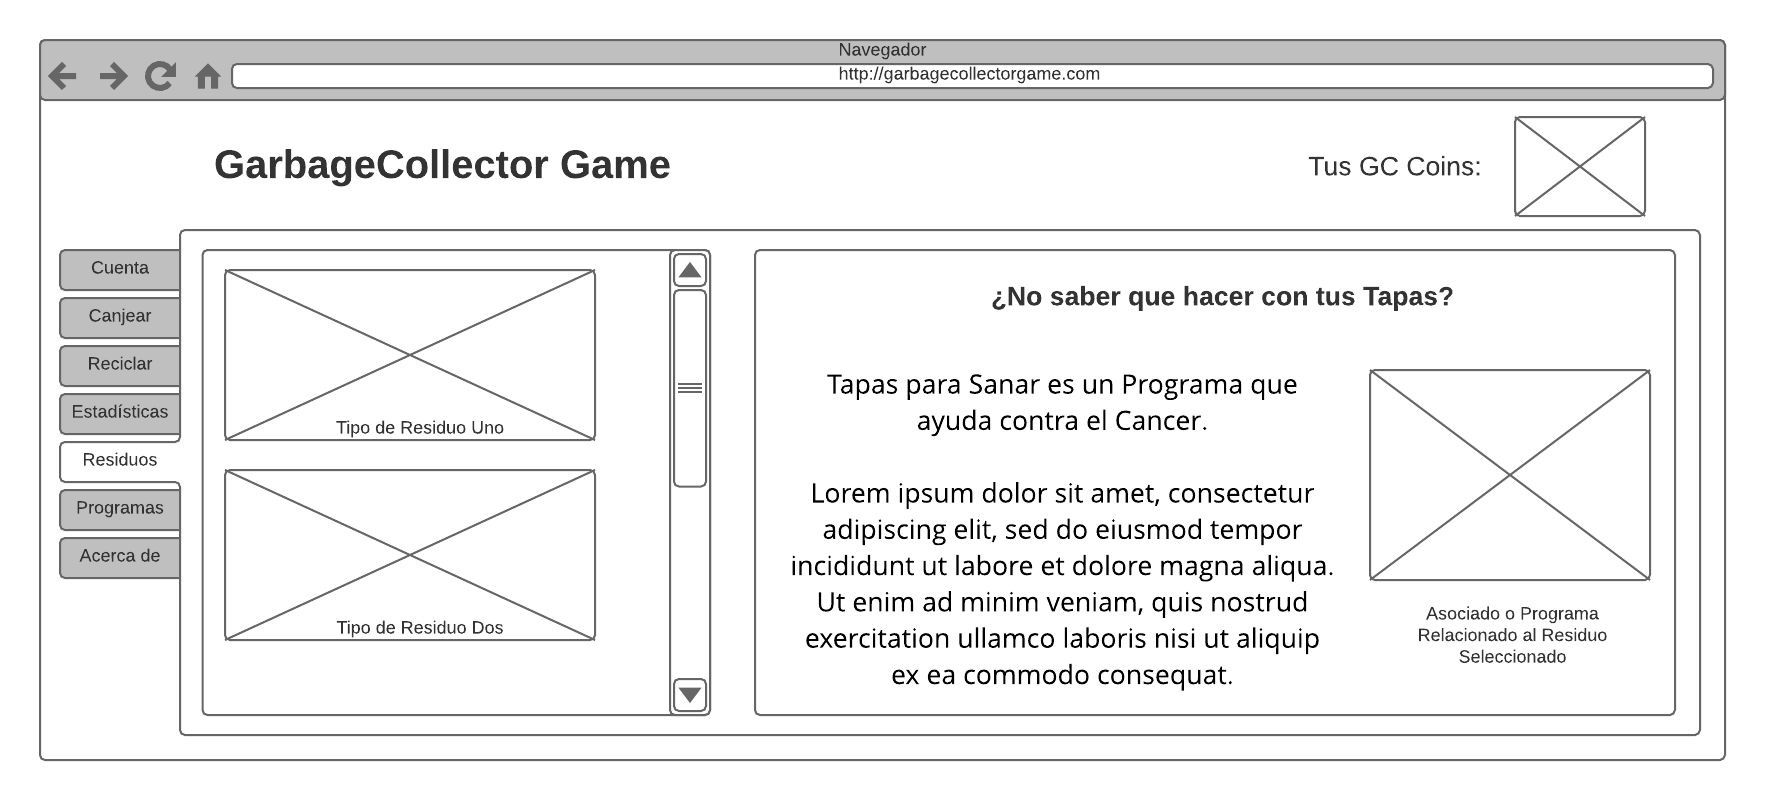 Navegador
http://garbagecollectorgame.com
GarbageCollector Game
Tus GC Coins:
Cuenta
Canjear
Reciclar
Estadísticas
Residuos
Programas
Acerca de
Tipo de Residuo Uno
Tipo de Residuo Dos
¿No saber que hacer con tus Tapas?
Tapas para Sanar es un Programa que
ayuda contra el Cancer.
Lorem ipsum dolor sit amet, consectetur
adipiscing elit, sed do eiusmod tempor
incididunt ut labore et dolore magna aliqua.
Ut enim ad minim veniam, quis nostrud
exercitation ullamco laboris nisi ut aliquip
ex ea commodo consequat.
Asociado o Programa
Relacionado al Residuo
Seleccionado